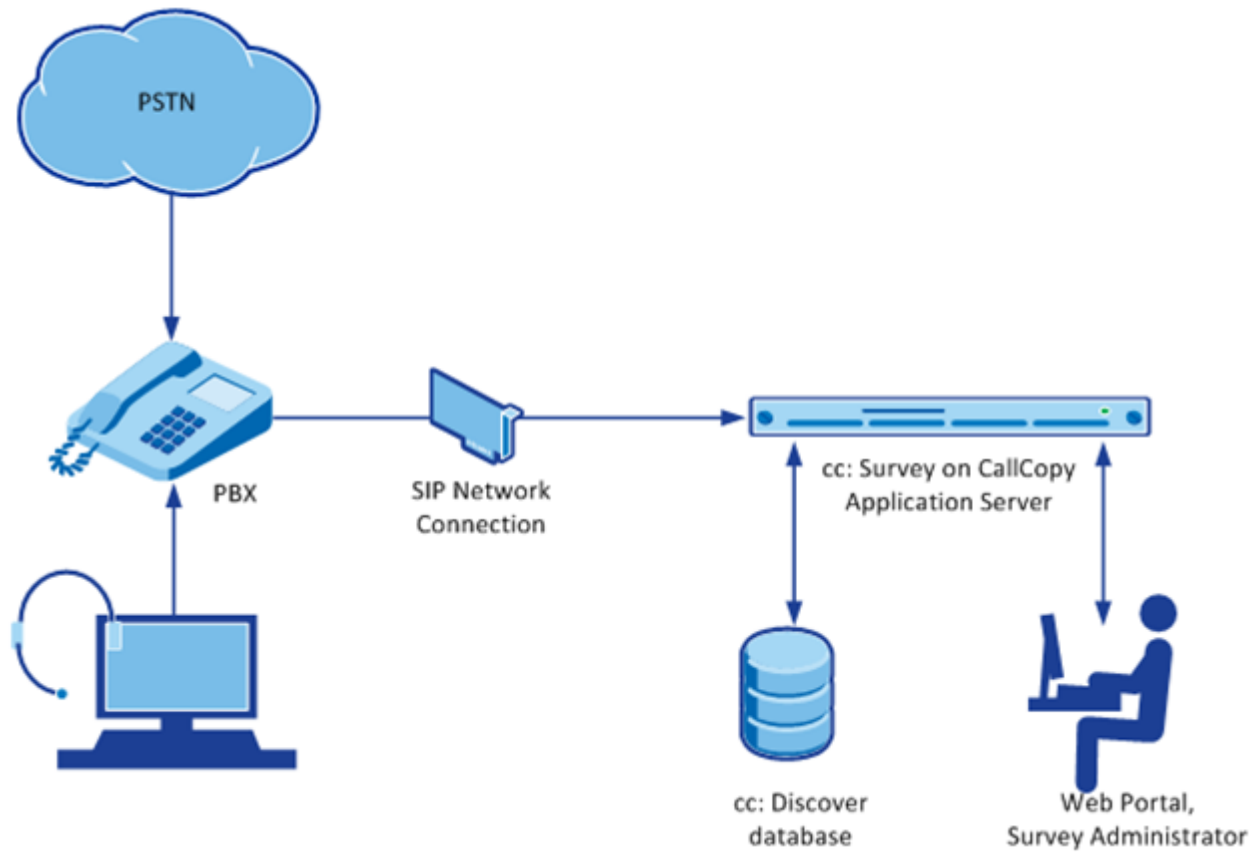 PSTN
PBX
SIP Network
Connection
cc: Survey on CallCopy
Application Server
cc: Discover
database
Web Portal,
Survey Administrator